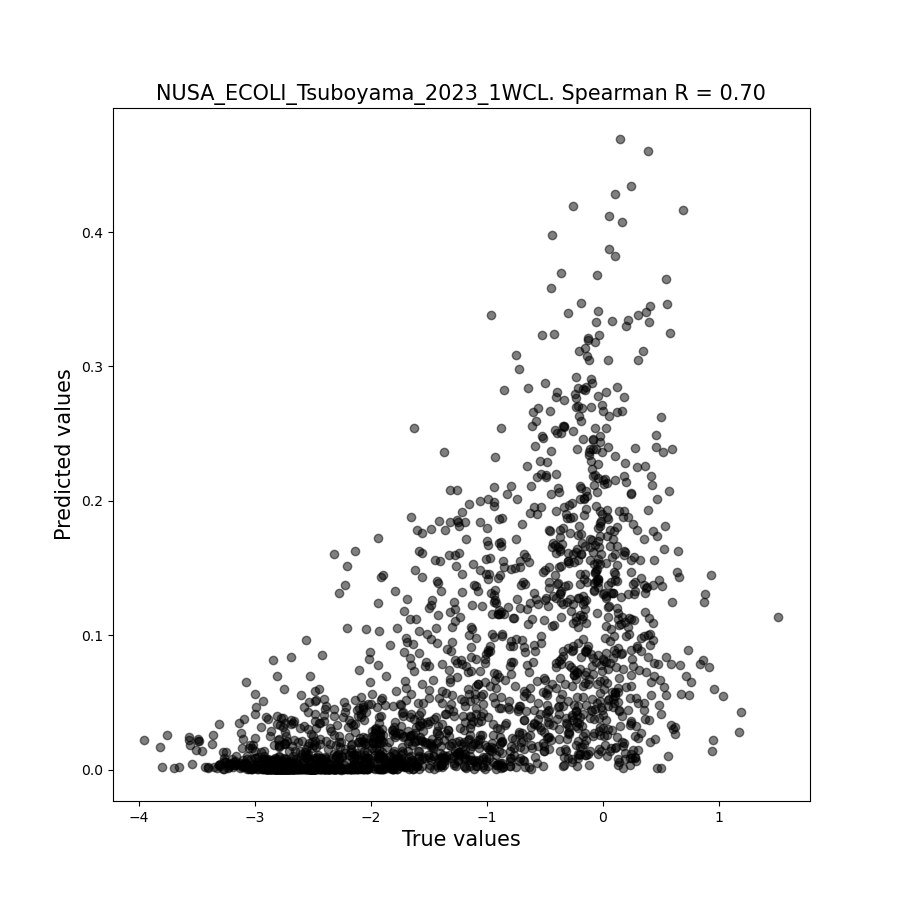 NUSA_ECOLI_Tsuboyama_2023_1WCL. Spearman R = 0.70
Predicted values
0.4
0.3
0.2
0.1
0.0
−4 −3 −2 −1 0 1
True values